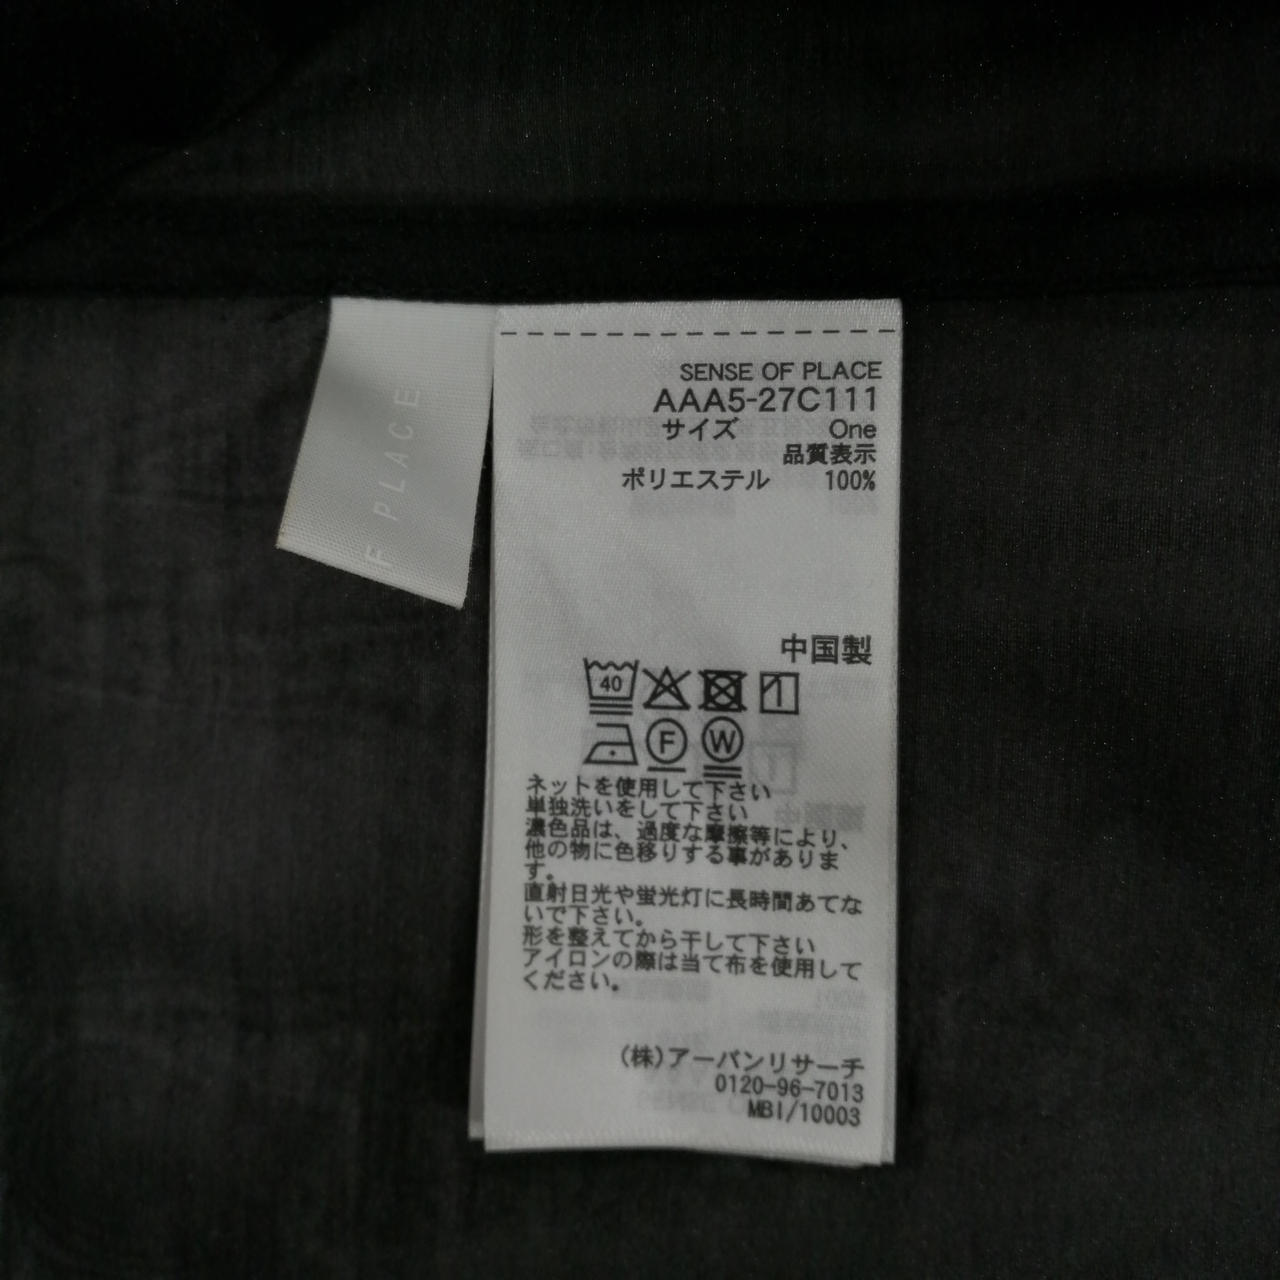 F PLACE
SENSE OF PLACE
AAA5-27C111
サイズ One
品質表示
ポリエステル 100%
中国製
40
F W
ネットを使用して下さい
単独洗いをして下さい
濃色品は、過度な摩擦等により、
他の物に色移りする事がありま
す。
直射日光や蛍光灯に長時間あてな
いで下さい。
形を整えてから干して下さい
アイロンの際は当て布を使用して
ください。
(株)アーバンリサーチ
0120-96-7013
MBI/10003